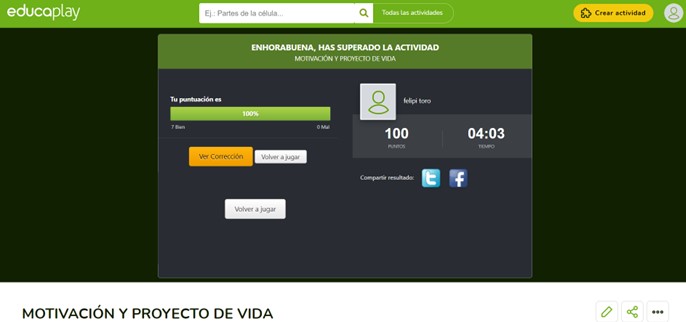 educaplay
Ej.: Partes de la célula...
Todas las actividades
Crear actividad
ENHORABUENA, HAS SUPERADO LA ACTIVIDAD
MOTIVACIÓN Y PROYECTO DE VIDA
Tu puntuación es
100%
7 Bien
0 Mal
Ver Corrección
Volver a jugar
Volver a jugar
felipi toro
100
PUNTOS
04:03
TIEMPO
Compartir resultado:
MOTIVACIÓN Y PROYECTO DE VIDA